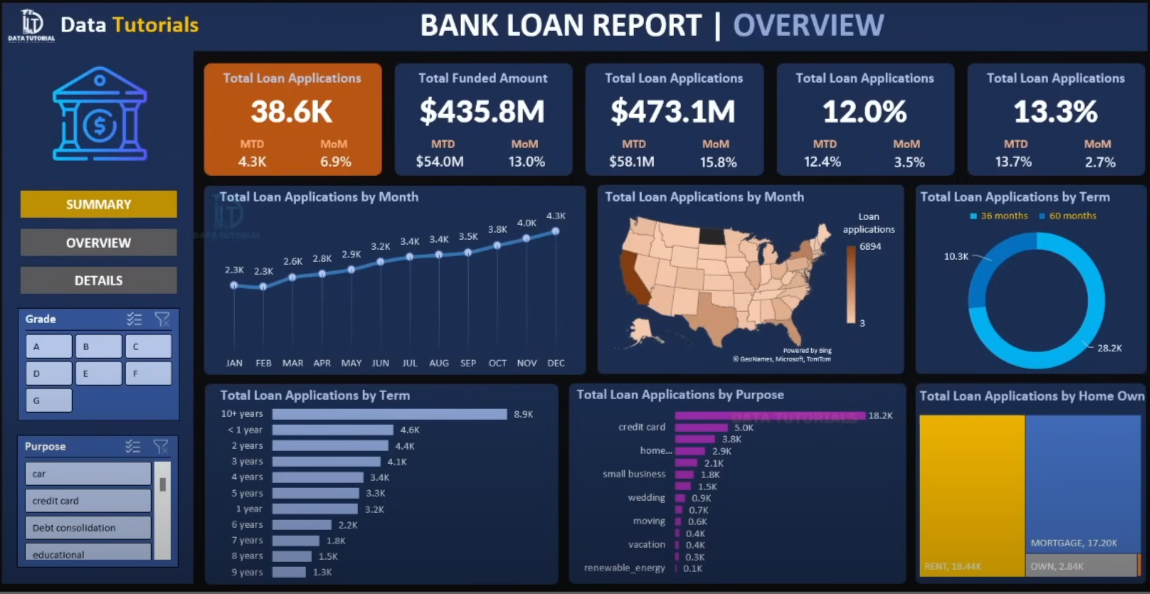 DATA TUTORIAL
Data Tutorials
BANK LOAN REPORT | OVERVIEW
Total Loan Applications
38.6K
MTD MoM
4.3K 6.9%
Total Funded Amount
$435.8M
MTD MoM
$54.0M 13.0%
Total Loan Applications
$473.1M
MTD MoM
$58.1M 15.8%
Total Loan Applications
12.0%
MTD MoM
12.4% 3.5%
Total Loan Applications
13.3%
MTD MoM
13.7% 2.7%
SUMMARY
OVERVIEW
DETAILS
Grade
A B C
D E F
G
Purpose
car
credit card
Debt consolidation
educational
Total Loan Applications by Month
2.3K 2.3K 2.6K 2.8K 2.9K 3.2K 3.4K 3.4K 3.5K 3.8K 4.0K 4.3K
JAN FEB MAR APR MAY JUN JUL AUG SEP OCT NOV DEC
DATA TUTORIAL
Total Loan Applications by Month
Loan
applications
6894
3
Powered by Bing
© GeoNames, Microsoft, TomTom
Total Loan Applications by Term
36 months 60 months
10.3K
28.2K
Total Loan Applications by Term
10+ years 8.9K
< 1 year 4.6K
2 years 4.4K
3 years 4.1K
4 years 3.4K
5 years 3.3K
1 year 3.2K
6 years 2.2K
7 years 1.8K
8 years 1.5K
9 years 1.3K
Total Loan Applications by Purpose
DATA TUTORIALS
18.2K
credit card 5.0K
3.8K
home... 2.9K
2.1K
small business 1.8K
1.5K
wedding 0.9K
0.7K
moving 0.6K
0.4K
vacation 0.4K
0.3K
renewable_energy 0.1K
Total Loan Applications by Home Own
RENT, 18.44K
MORTGAGE, 17.20K
OWN, 2.84K